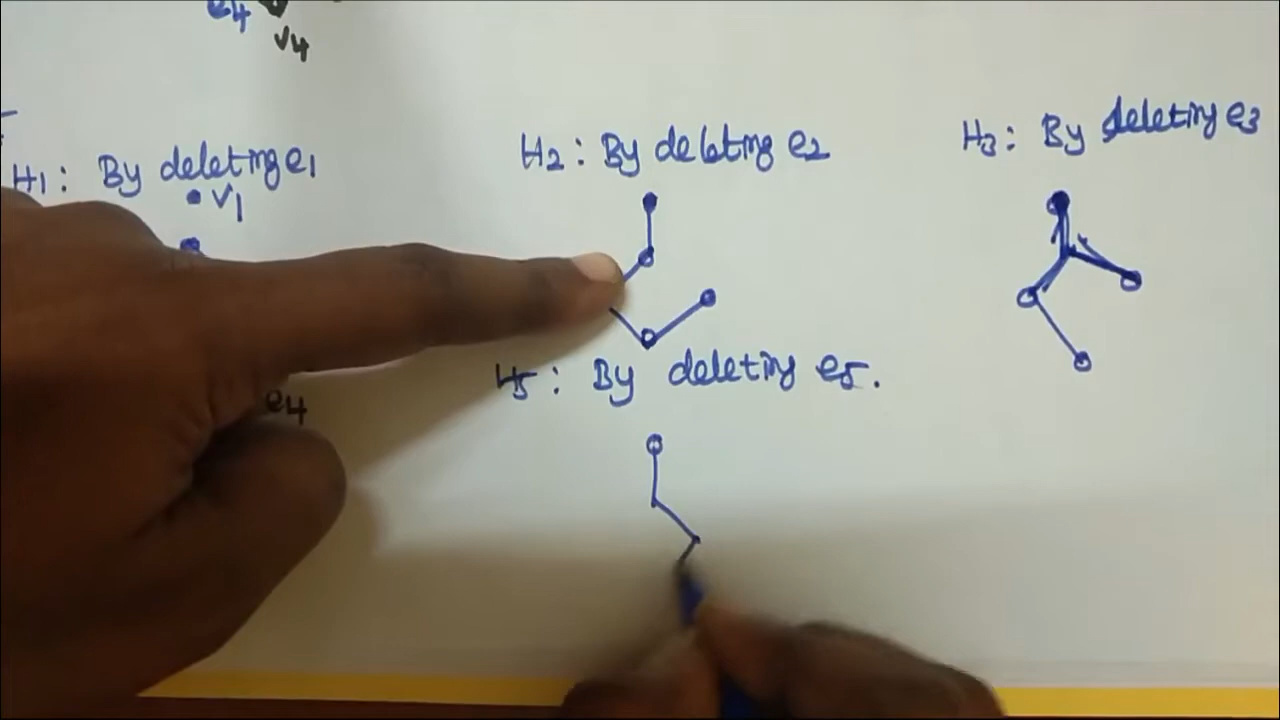 e4
v4
H1: By deleting e1
v1
H2: By deleting e2
H3: By deleting e3
e4
H5: By deleting e5.